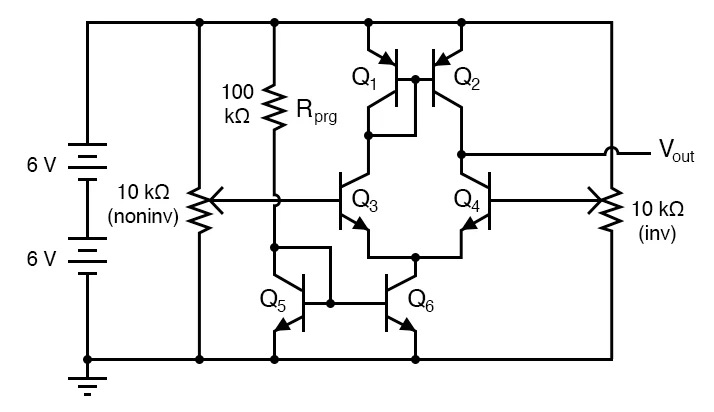 6 V
6 V
10 kΩ
(noninv)
100
kΩ
Rprg
Q1
Q2
Q3
Q4
Q5
Q6
Vout
10 kΩ
(inv)